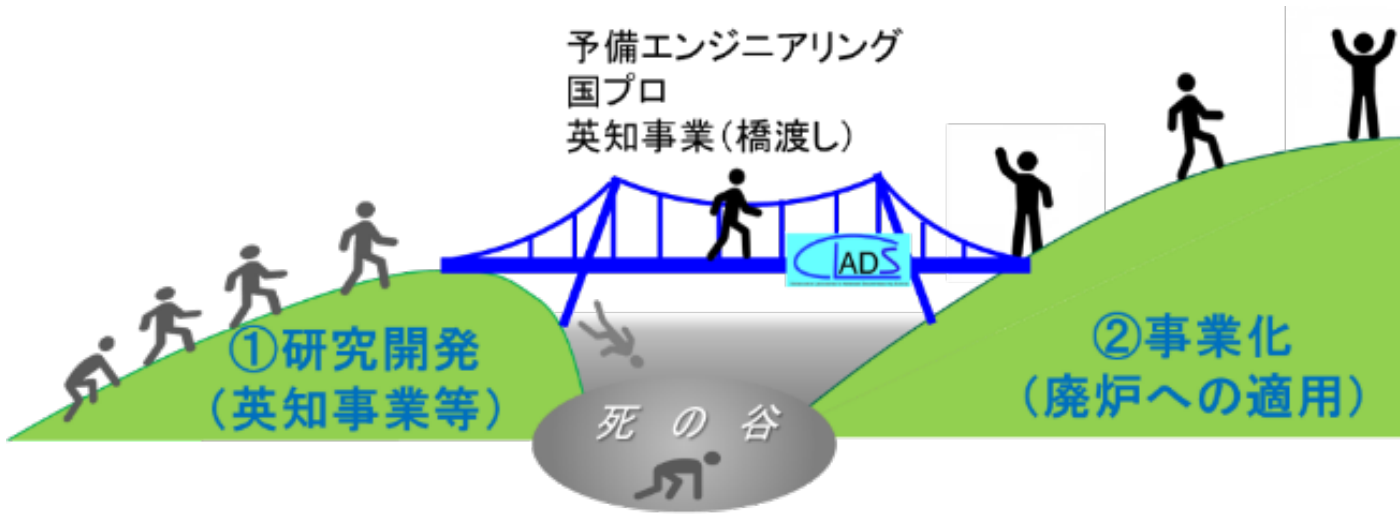 予備エンジニアリング
国プロ
英知事業（橋渡し）
CLADS
①研究開発
（英知事業等）
②事業化
（廃炉への適用）
死の谷